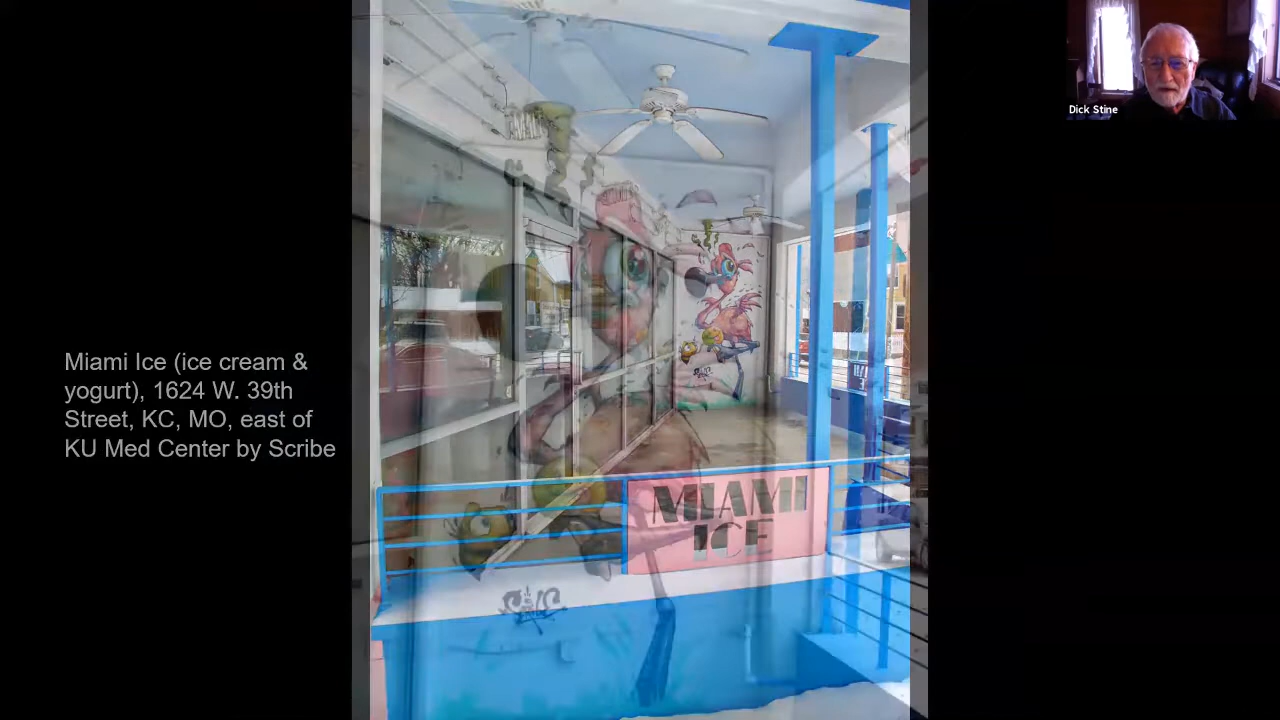 Miami Ice (ice cream &
yogurt), 1624 W. 39th
Street, KC, MO, east of
KU Med Center by Scribe
MIAMI
ICE
Dick Stine